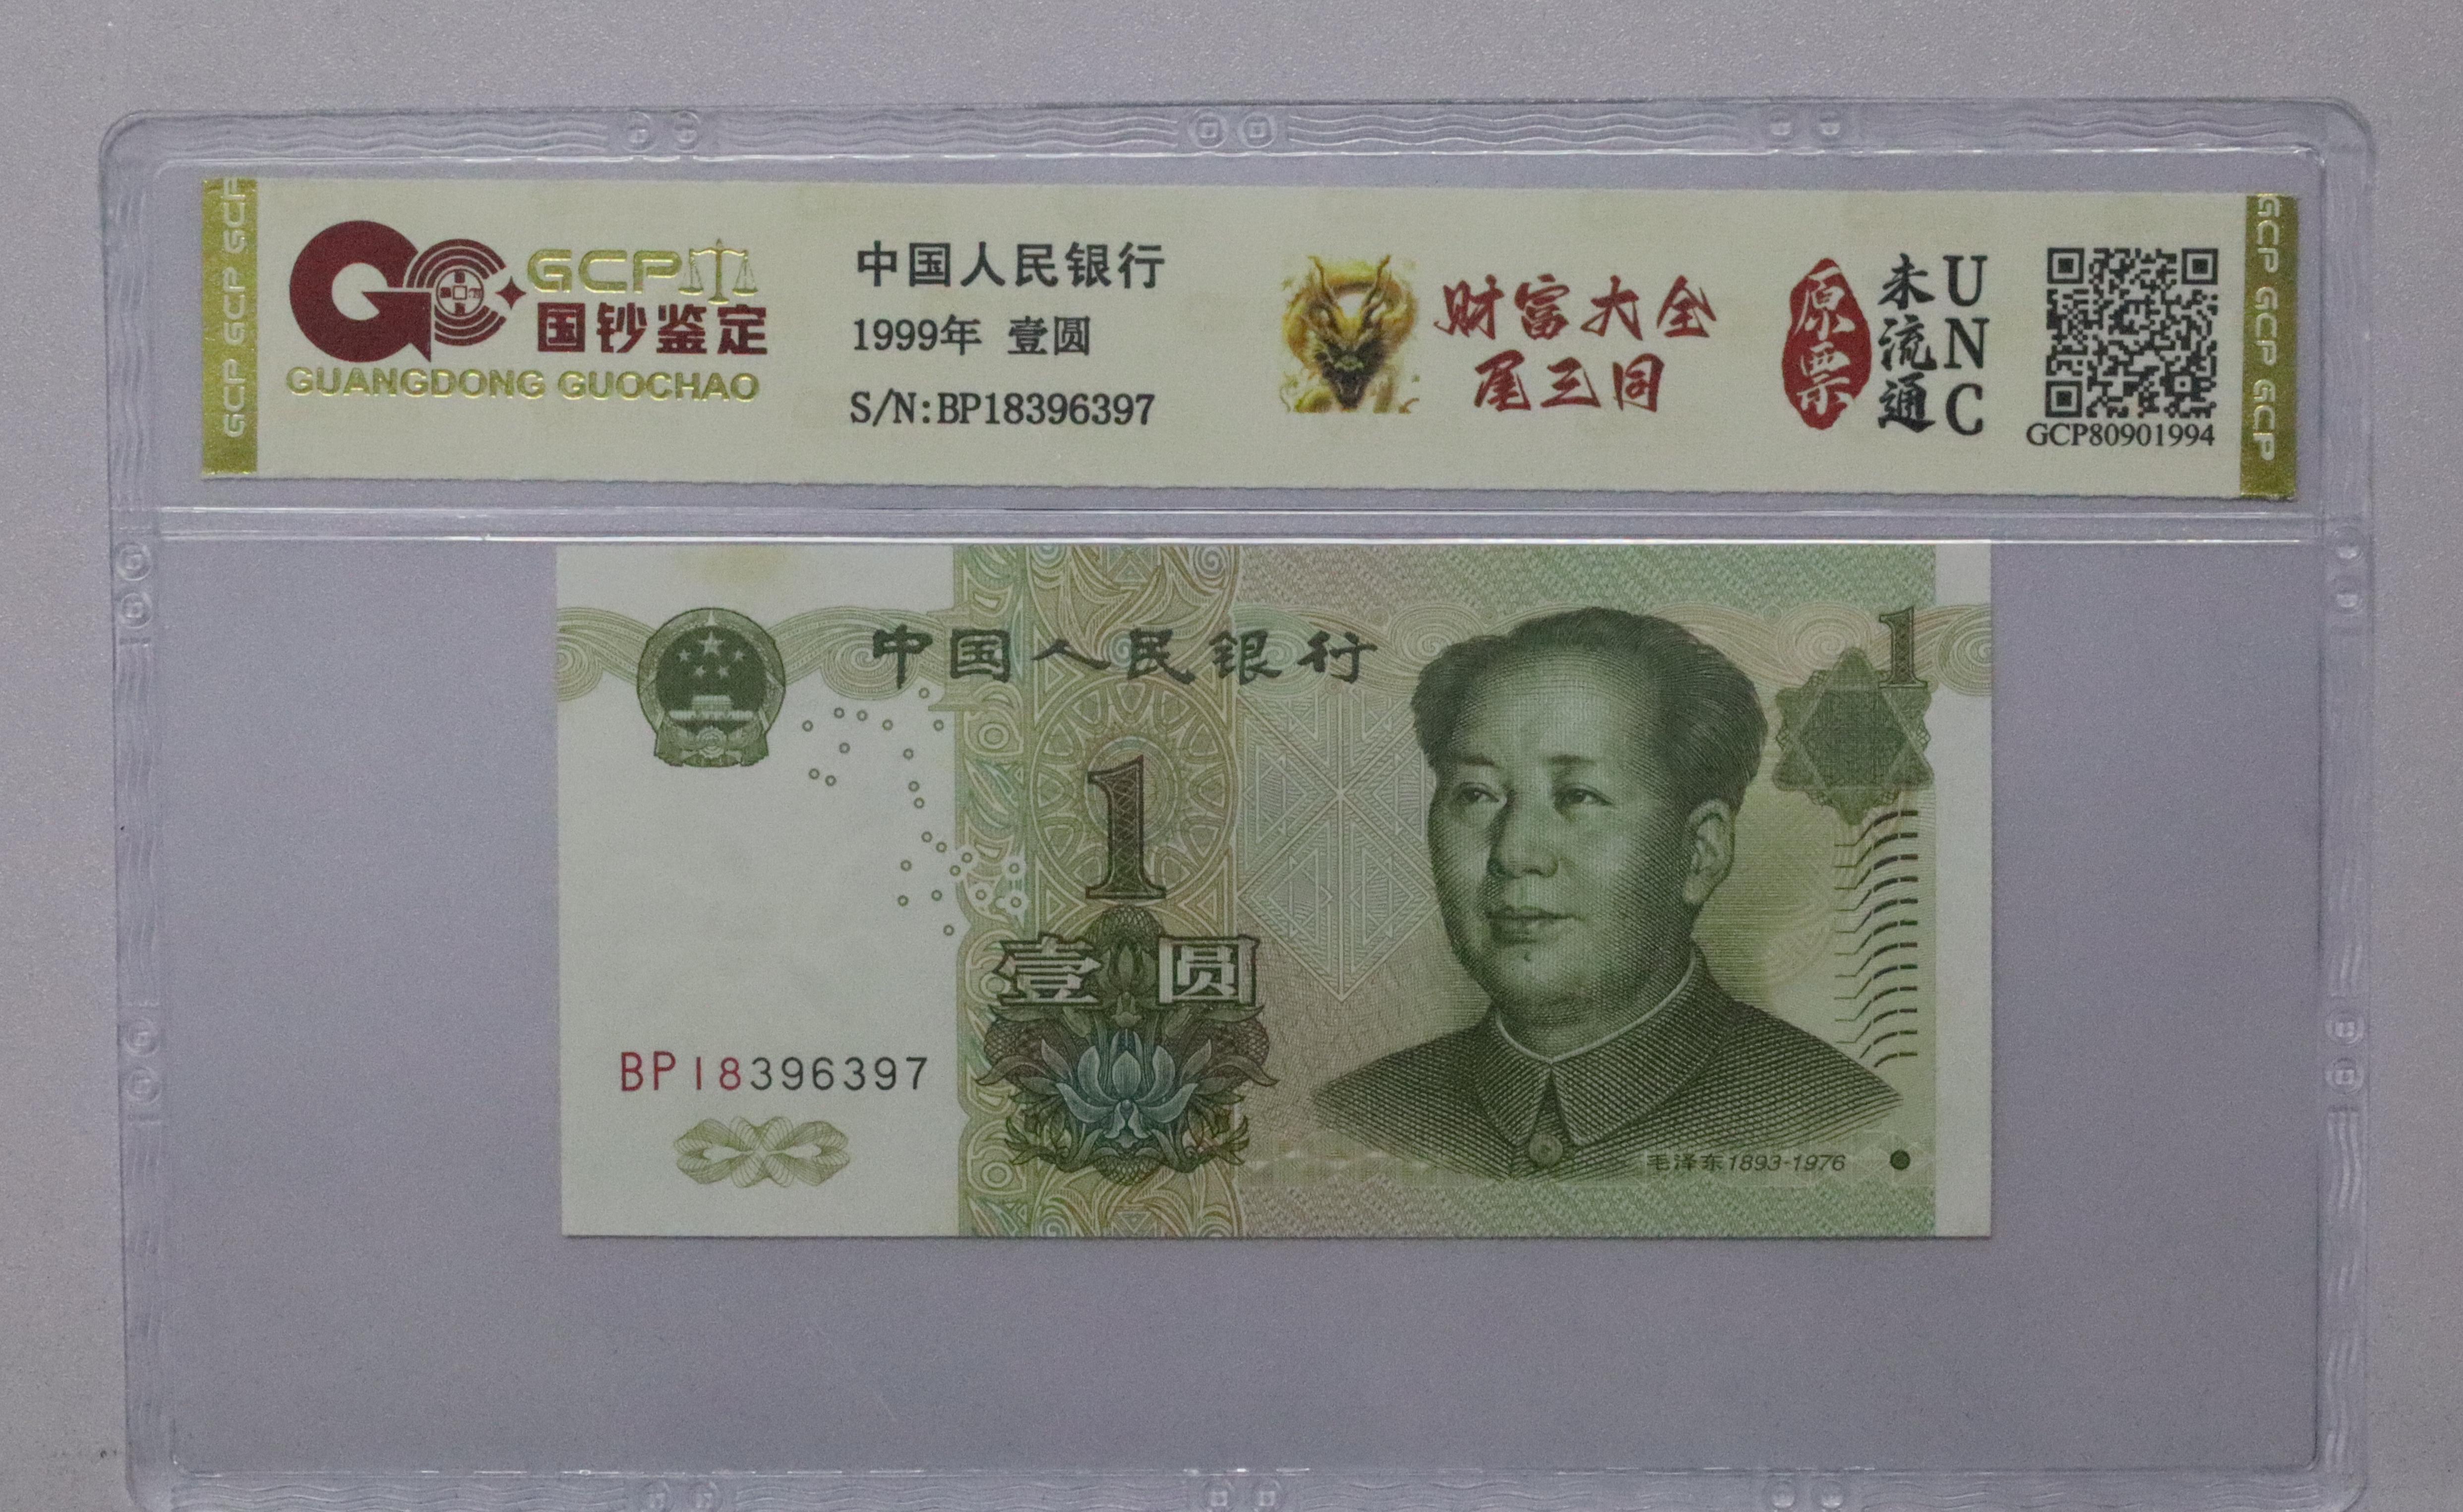 GCP GCP GCP
GCP
国钞鉴定
GUANGDONG GUOCHAO
中国人民银行
1999年 壹圆
S/N:BP18396397
财富大全
尾三同
原票
未流通
UNC
GCP80901994
GCP GCP GCP GCP
中国人民银行
1
1
壹圆
BP18396397
毛泽东1893-1976